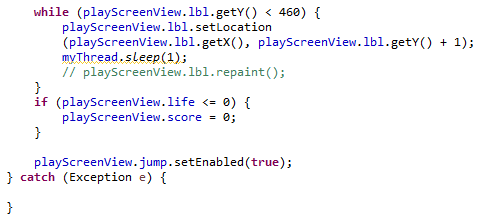 while (playScreenView.lbl.getY() < 460) {
playScreenView.lbl.setLocation
(playScreenView.lbl.getX(), playScreenView.lbl.getY() + 1);
myThread.sleep(1);
// playScreenView.lbl.repaint();
}
if (playScreenView.life <= 0) {
playScreenView.score = 0;
}
playScreenView.jump.setEnabled(true);
} catch (Exception e) {
}